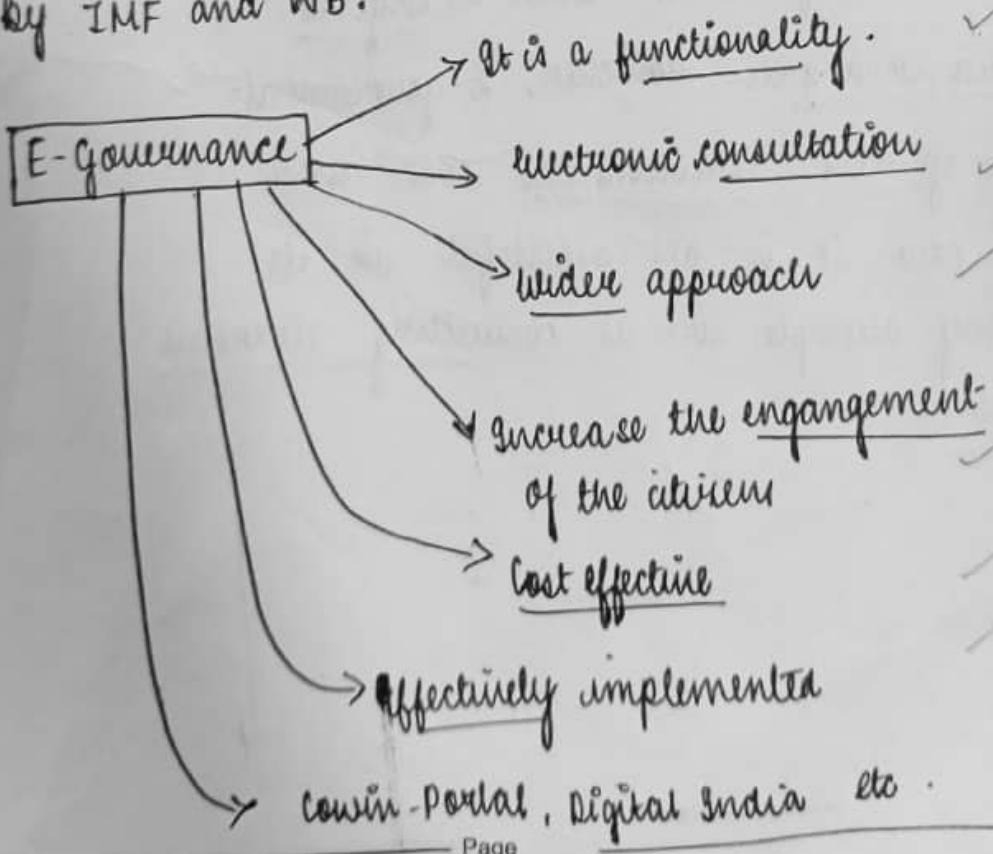 by IMF and WB.
It is a functionality.
E-Governance
electronic consultation
wider approach
Increase the engangement
of the citizens
Cost effective
effectively implemented
Cowin-Portal, Digital India etc.
Page